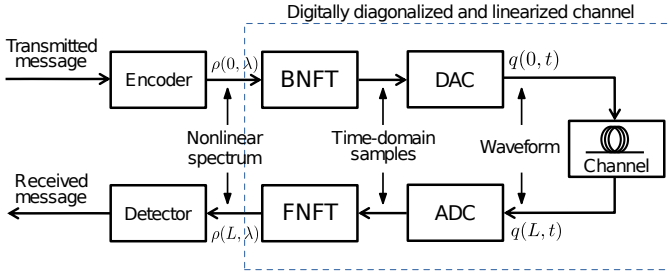 Digitally diagonalized and linearized channel
Transmitted
message
Encoder
ρ(0, λ)
BNFT
DAC
q(0, t)
Nonlinear
spectrum
Time-domain
samples
Waveform
Channel
Received
message
Detector
ρ(L, λ)
FNFT
ADC
q(L, t)